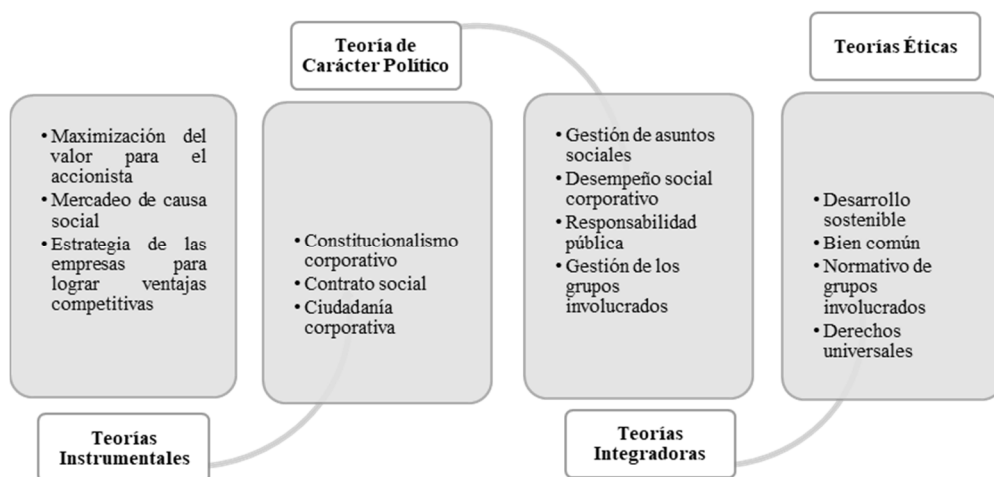 • Maximización del
valor para el
accionista
• Mercadeo de causa
social
• Estrategia de las
empresas para
lograr ventajas
competitivas
Teorías
Instrumentales
Teoría de
Carácter Político
• Constitucionalismo
corporativo
• Contrato social
• Ciudadanía
corporativa
• Gestión de asuntos
sociales
• Desempeño social
corporativo
• Responsabilidad
pública
• Gestión de los
grupos
involucrados
Teorías
Integradoras
Teorías Éticas
• Desarrollo
sostenible
• Bien común
• Normativo de
grupos
involucrados
• Derechos
universales